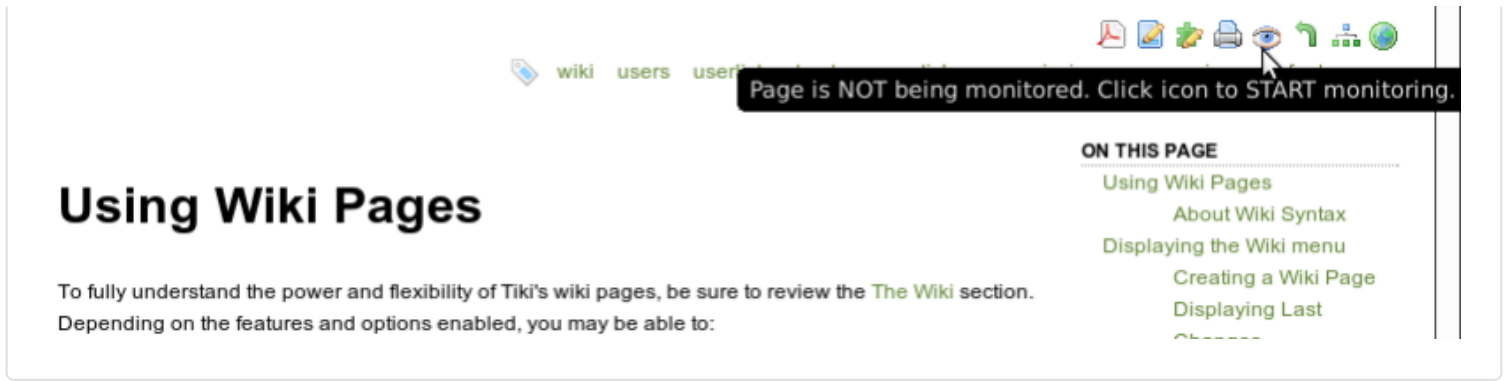 wiki users
Page is NOT being monitored. Click icon to START monitoring.
ON THIS PAGE
Using Wiki Pages
About Wiki Syntax
Displaying the Wiki menu
Creating a Wiki Page
Displaying Last
Changes
Using Wiki Pages
To fully understand the power and flexibility of Tiki's wiki pages, be sure to review the The Wiki section.
Depending on the features and options enabled, you may be able to: